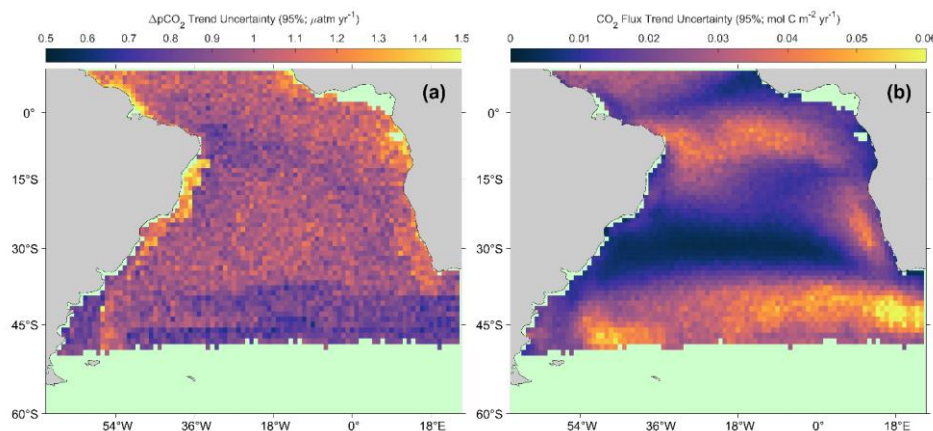 ΔpCO2 Trend Uncertainty (95%; μatm yr-1)
0.5 0.6 0.7 0.8 0.9 1 1.1 1.2 1.3 1.4 1.5
(a)
0°
15°S
30°S
45°S
60°S
54°W 36°W 18°W 0°E 18°E
CO2 Flux Trend Uncertainty (95%; mol C m-2 yr-1)
0 0.01 0.02 0.03 0.04 0.05 0.06
(b)
0°
15°S
30°S
45°S
60°S
54°W 36°W 18°W 0°E 18°E